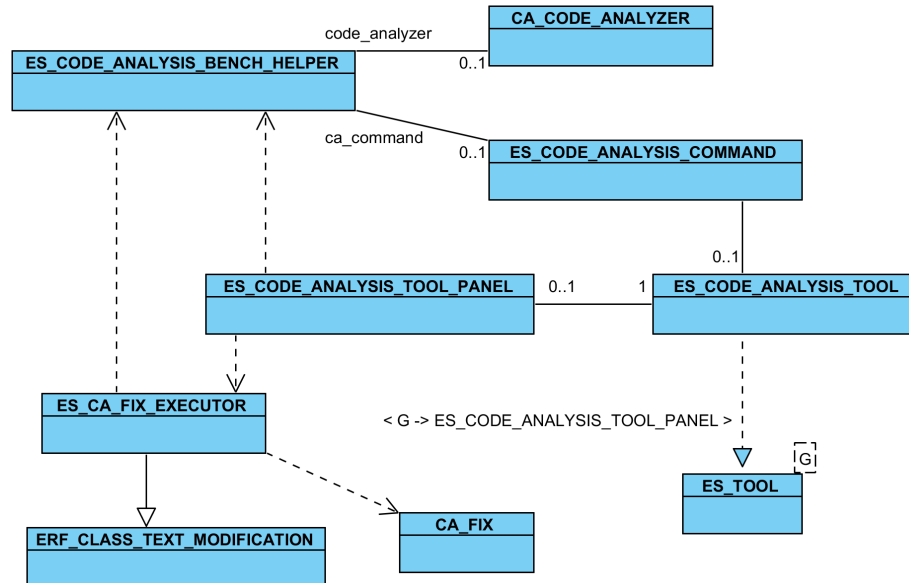 CA_CODE_ANALYZER
code_analyzer
0..1
ES_CODE_ANALYSIS_BENCH_HELPER
ca_command
0..1
ES_CODE_ANALYSIS_COMMAND
0..1
ES_CODE_ANALYSIS_TOOL_PANEL
0..1
1
ES_CODE_ANALYSIS_TOOL
ES_CA_FIX_EXECUTOR
< G -> ES_CODE_ANALYSIS_TOOL_PANEL >
G
ES_TOOL
CA_FIX
ERF_CLASS_TEXT_MODIFICATION